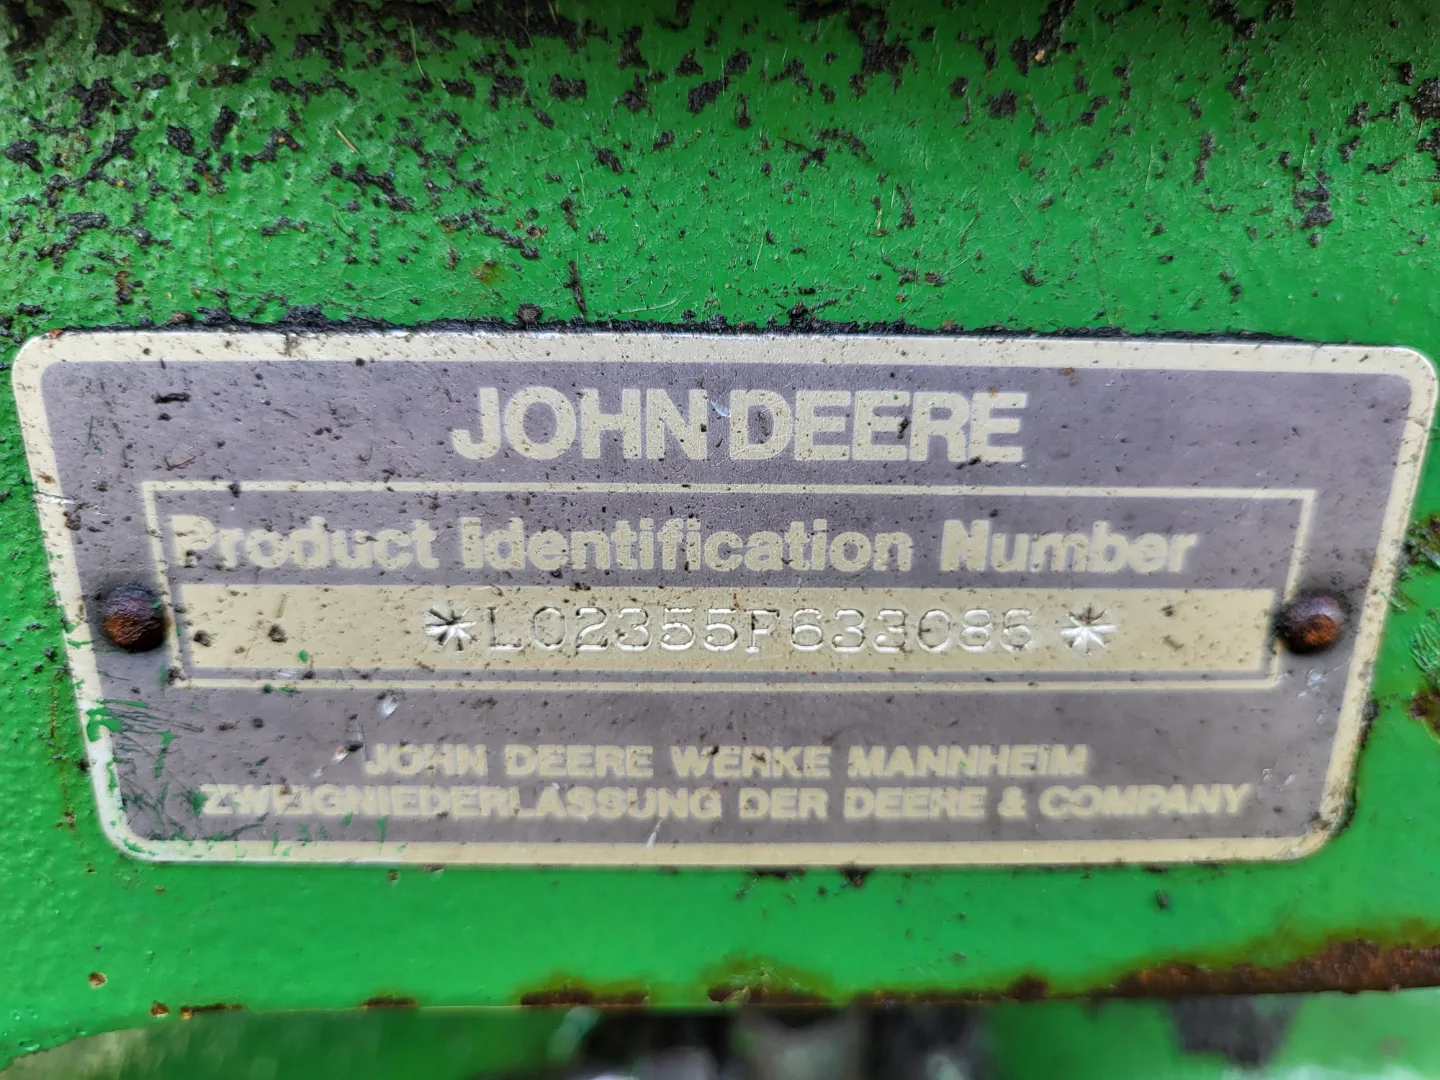 JOHN DEERE
Product Identification Number
*L02355F633086*
JOHN DEERE WERKE MANNHEIM
ZWEIGNIEDERLASSUNG DER DEERE & COMPANY